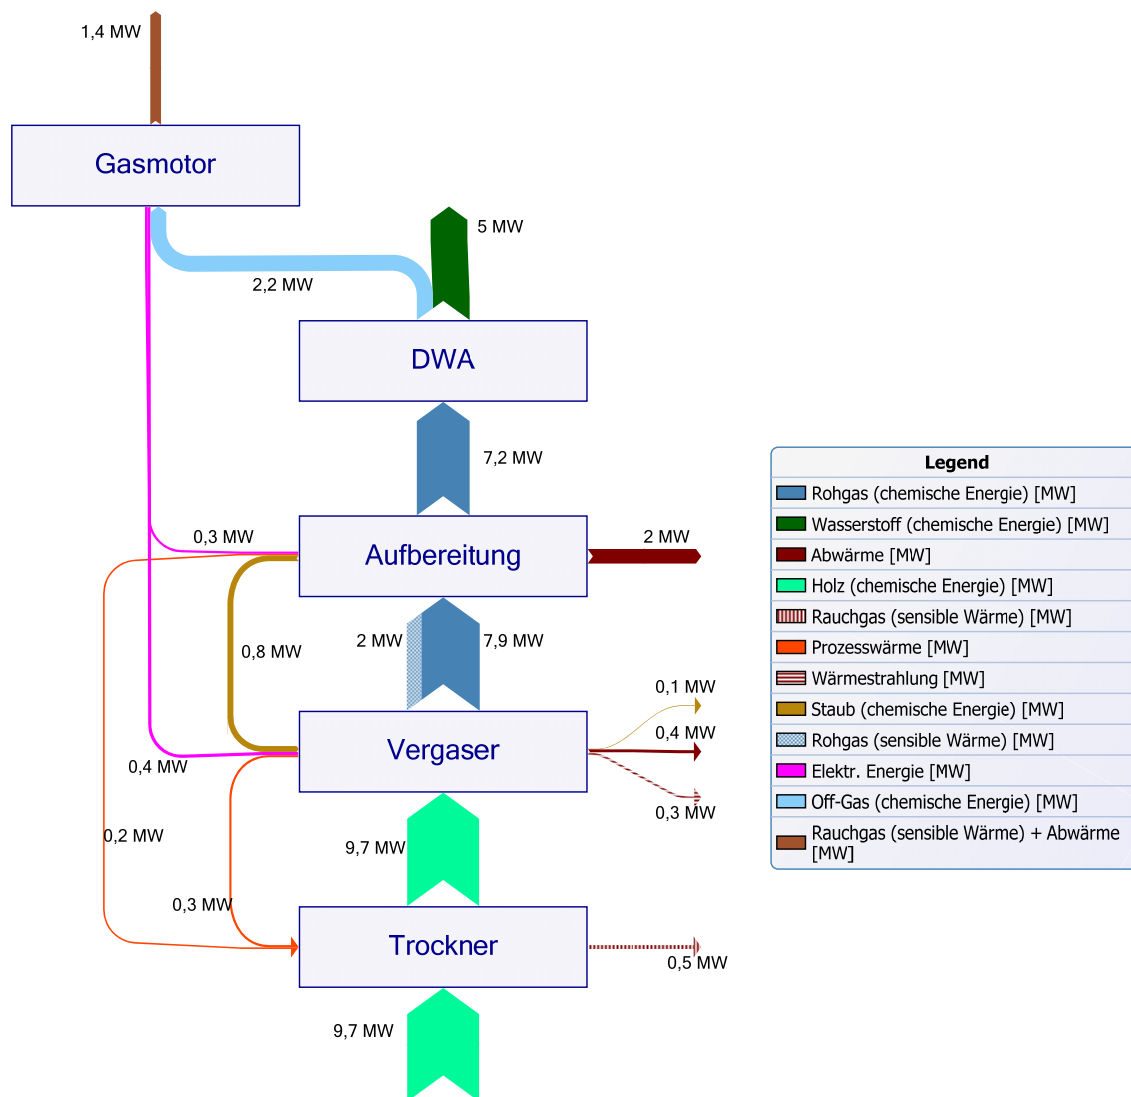 1,4 MW
Gasmotor
5 MW
2,2 MW
DWA
7,2 MW
0,3 MW
Aufbereitung
2 MW
2 MW
7,9 MW
0,8 MW
0,1 MW
0,4 MW
Vergaser
0,4 MW
0,3 MW
0,2 MW
9,7 MW
0,3 MW
Trockner
0,5 MW
9,7 MW
Legend
Rohgas (chemische Energie) [MW]
Wasserstoff (chemische Energie) [MW]
Abwärme [MW]
Holz (chemische Energie) [MW]
Rauchgas (sensible Wärme) [MW]
Prozesswärme [MW]
Wärmestrahlung [MW]
Staub (chemische Energie) [MW]
Rohgas (sensible Wärme) [MW]
Elektr. Energie [MW]
Off-Gas (chemische Energie) [MW]
Rauchgas (sensible Wärme) + Abwärme
[MW]